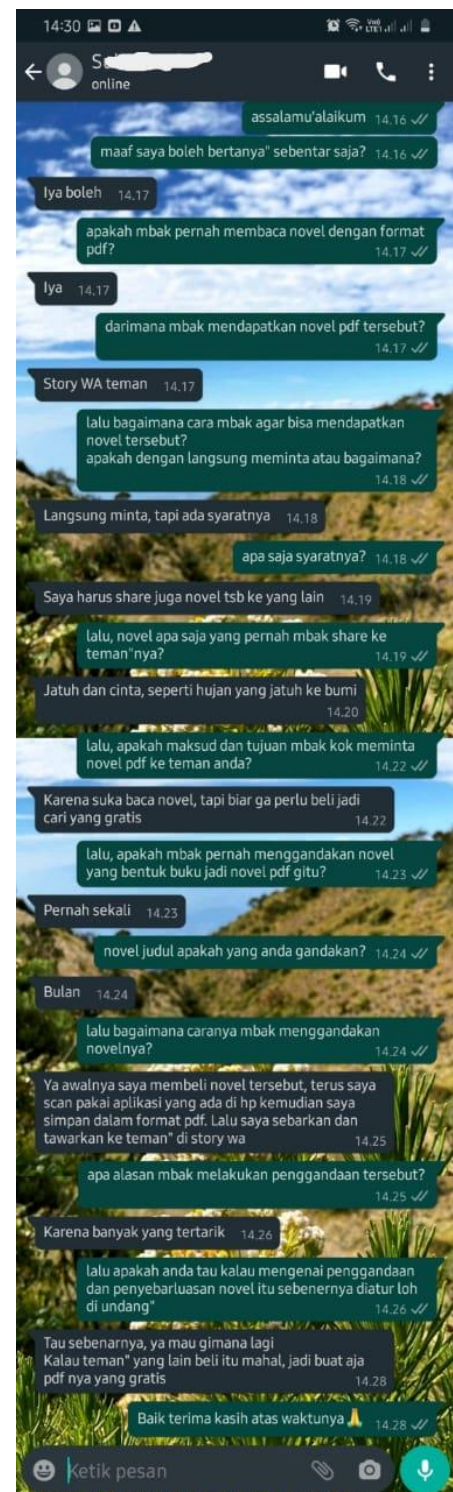 14:30
S
online
assalamu'alaikum 14.16
maaf saya boleh bertanya" sebentar saja? 14.16
Iya boleh 14.17
apakah mbak pernah membaca novel dengan format
pdf? 14.17
Iya 14.17
darimana mbak mendapatkan novel pdf tersebut?
14.17
Story WA teman 14.17
lalu bagaimana cara mbak agar bisa mendapatkan
novel tersebut?
apakah dengan langsung meminta atau bagaimana?
14.18
Langsung minta, tapi ada syaratnya 14.18
apa saja syaratnya? 14.18
Saya harus share juga novel tsb ke yang lain 14.19
lalu, novel apa saja yang pernah mbak share ke
teman"nya? 14.19
Jatuh dan cinta, seperti hujan yang jatuh ke bumi
14.20
lalu, apakah maksud dan tujuan mbak kok meminta
novel pdf ke teman anda? 14.22
Karena suka baca novel, tapi biar ga perlu beli jadi
cari yang gratis 14.22
lalu, apakah mbak pernah menggandakan novel
yang bentuk buku jadi novel pdf gitu? 14.23
Pernah sekali 14.23
novel judul apakah yang anda gandakan? 14.24
Bulan 14.24
lalu bagaimana caranya mbak menggandakan
novelnya? 14.24
Ya awalnya saya membeli novel tersebut, terus saya
scan pakai aplikasi yang ada di hp kemudian saya
simpan dalam format pdf. Lalu saya sebarkan dan
tawarkan ke teman" di story wa 14.25
apa alasan mbak melakukan penggandaan tersebut?
14.25
Karena banyak yang tertarik 14.26
lalu apakah anda tau kalau mengenai penggandaan
dan penyebarluasan novel itu sebenernya diatur loh
di undang" 14.26
Tau sebenarnya, ya mau gimana lagi
Kalau teman" yang lain beli itu mahal, jadi buat aja
pdf nya yang gratis 14.28
Baik terima kasih atas waktunya🙏 14.28
Ketik pesan